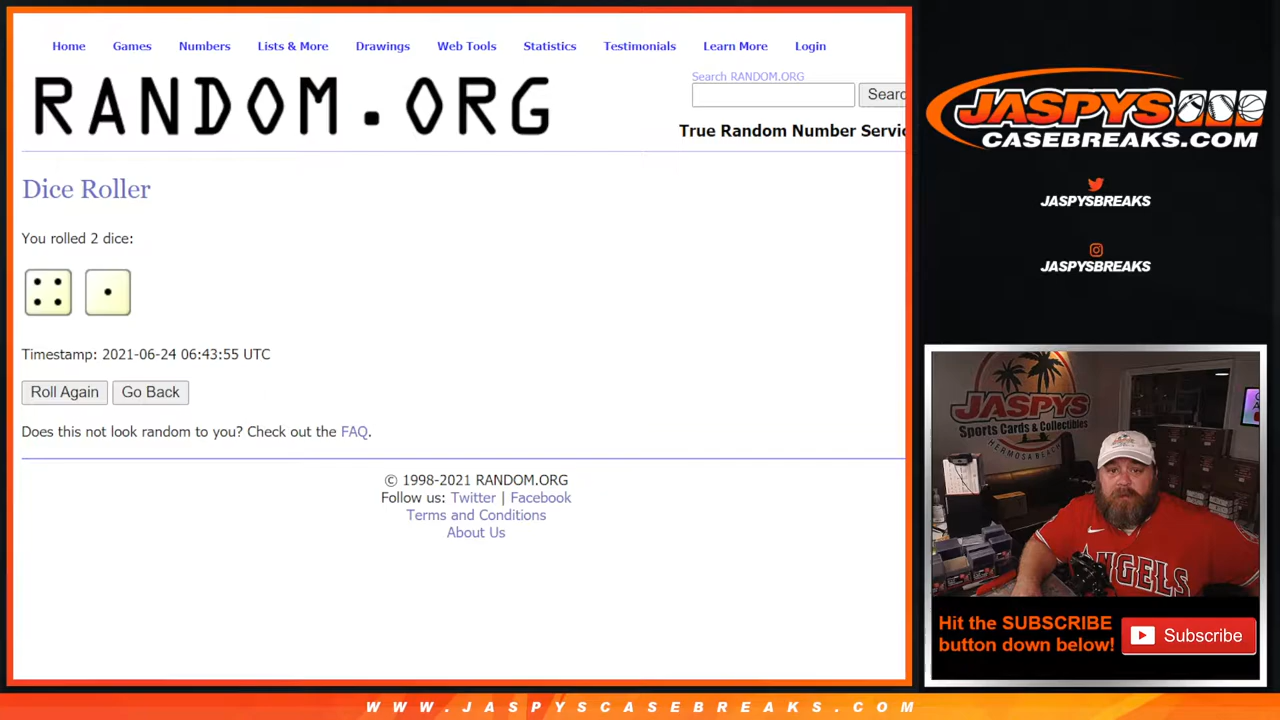 Home Games Numbers Lists & More Drawings Web Tools Statistics Testimonials Learn More Login
RANDOM.ORG
Search RANDOM.ORG
Searc
True Random Number Servic
Dice Roller
You rolled 2 dice:
Timestamp: 2021-06-24 06:43:55 UTC
Roll Again Go Back
Does this not look random to you? Check out the FAQ.
© 1998-2021 RANDOM.ORG
Follow us: Twitter | Facebook
Terms and Conditions
About Us
JASPYS
CASEBREAKS.COM
JASPYSBREAKS
JASPYSBREAKS
JASPYS
Sports Cards & Collectibles
HERMOSA BEACH
ANGELS
Hit the SUBSCRIBE
button down below!
Subscribe
WWW.JASPYSCASEBREAKS.COM